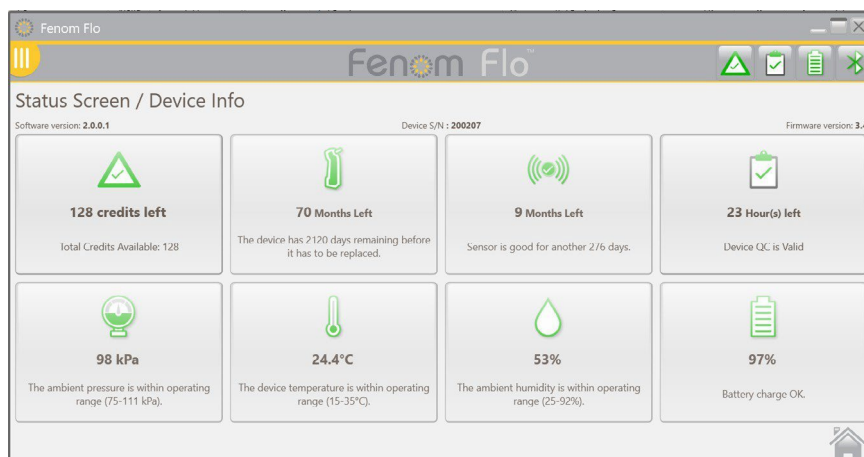 Fenom Flo
Fenom Flo™
Status Screen / Device Info
Software version: 2.0.0.1
Device S/N : 200207
Firmware version: 3.4
128 credits left
Total Credits Available: 128
70 Months Left
The device has 2120 days remaining before
it has to be replaced.
9 Months Left
Sensor is good for another 276 days.
23 Hour(s) left
Device QC is Valid
98 kPa
The ambient pressure is within operating
range (75-111 kPa).
24.4°C
The device temperature is within operating
range (15-35°C).
53%
The ambient humidity is within operating
range (25-92%).
97%
Battery charge OK.